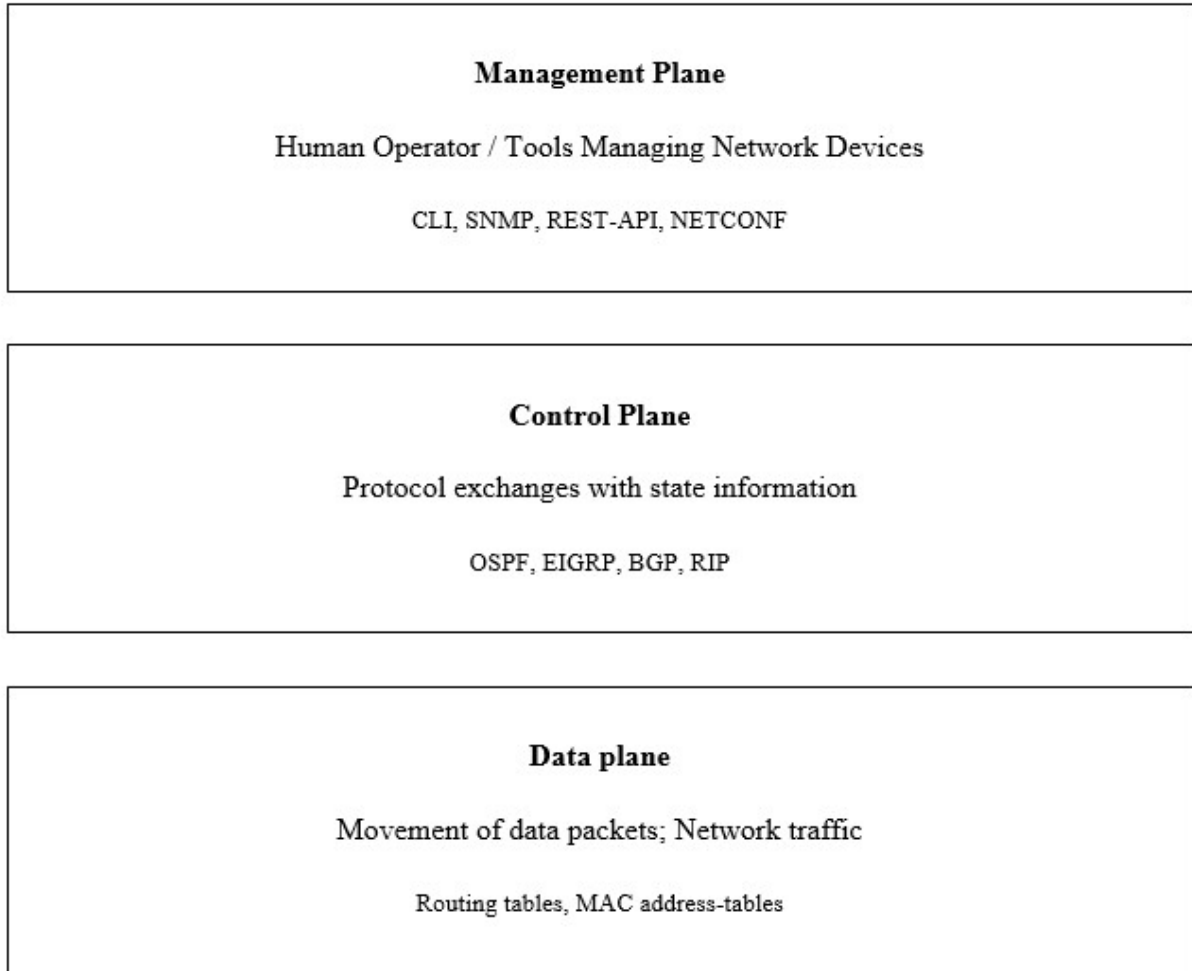 Management Plane
Human Operator / Tools Managing Network Devices
CLI, SNMP, REST-API, NETCONF
Control Plane
Protocol exchanges with state information
OSPF, EIGRP, BGP, RIP
Data plane
Movement of data packets; Network traffic
Routing tables, MAC address-tables